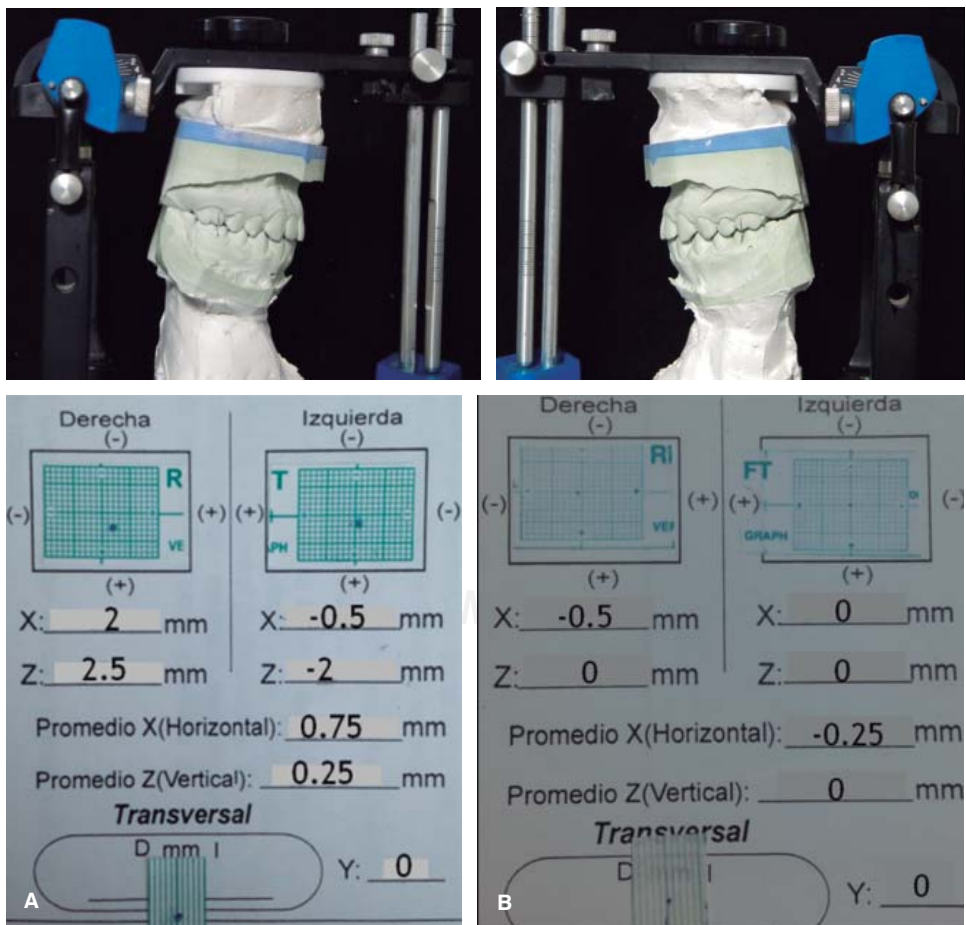 Derecha
(-)
Izquierda
(-)
R
T
(-)
(+)
(+)
(-)
VE
(+)
(+)
X: 2 mm
X: -0.5 mm
Z: 2.5 mm
Z: -2 mm
Promedio X(Horizontal): 0.75 mm
Promedio Z(Vertical): 0.25 mm
Transversal
D mm I
Y: 0
A
Derecha
(-)
Izquierda
(-)
Ri
FT
(-)
(+)
(+)
(-)
VEF
GRAPH
(+)
(+)
X: -0.5 mm
X: 0 mm
Z: 0 mm
Z: 0 mm
Promedio X(Horizontal): -0.25 mm
Promedio Z(Vertical): 0 mm
Transversal
D mm I
Y: 0
B